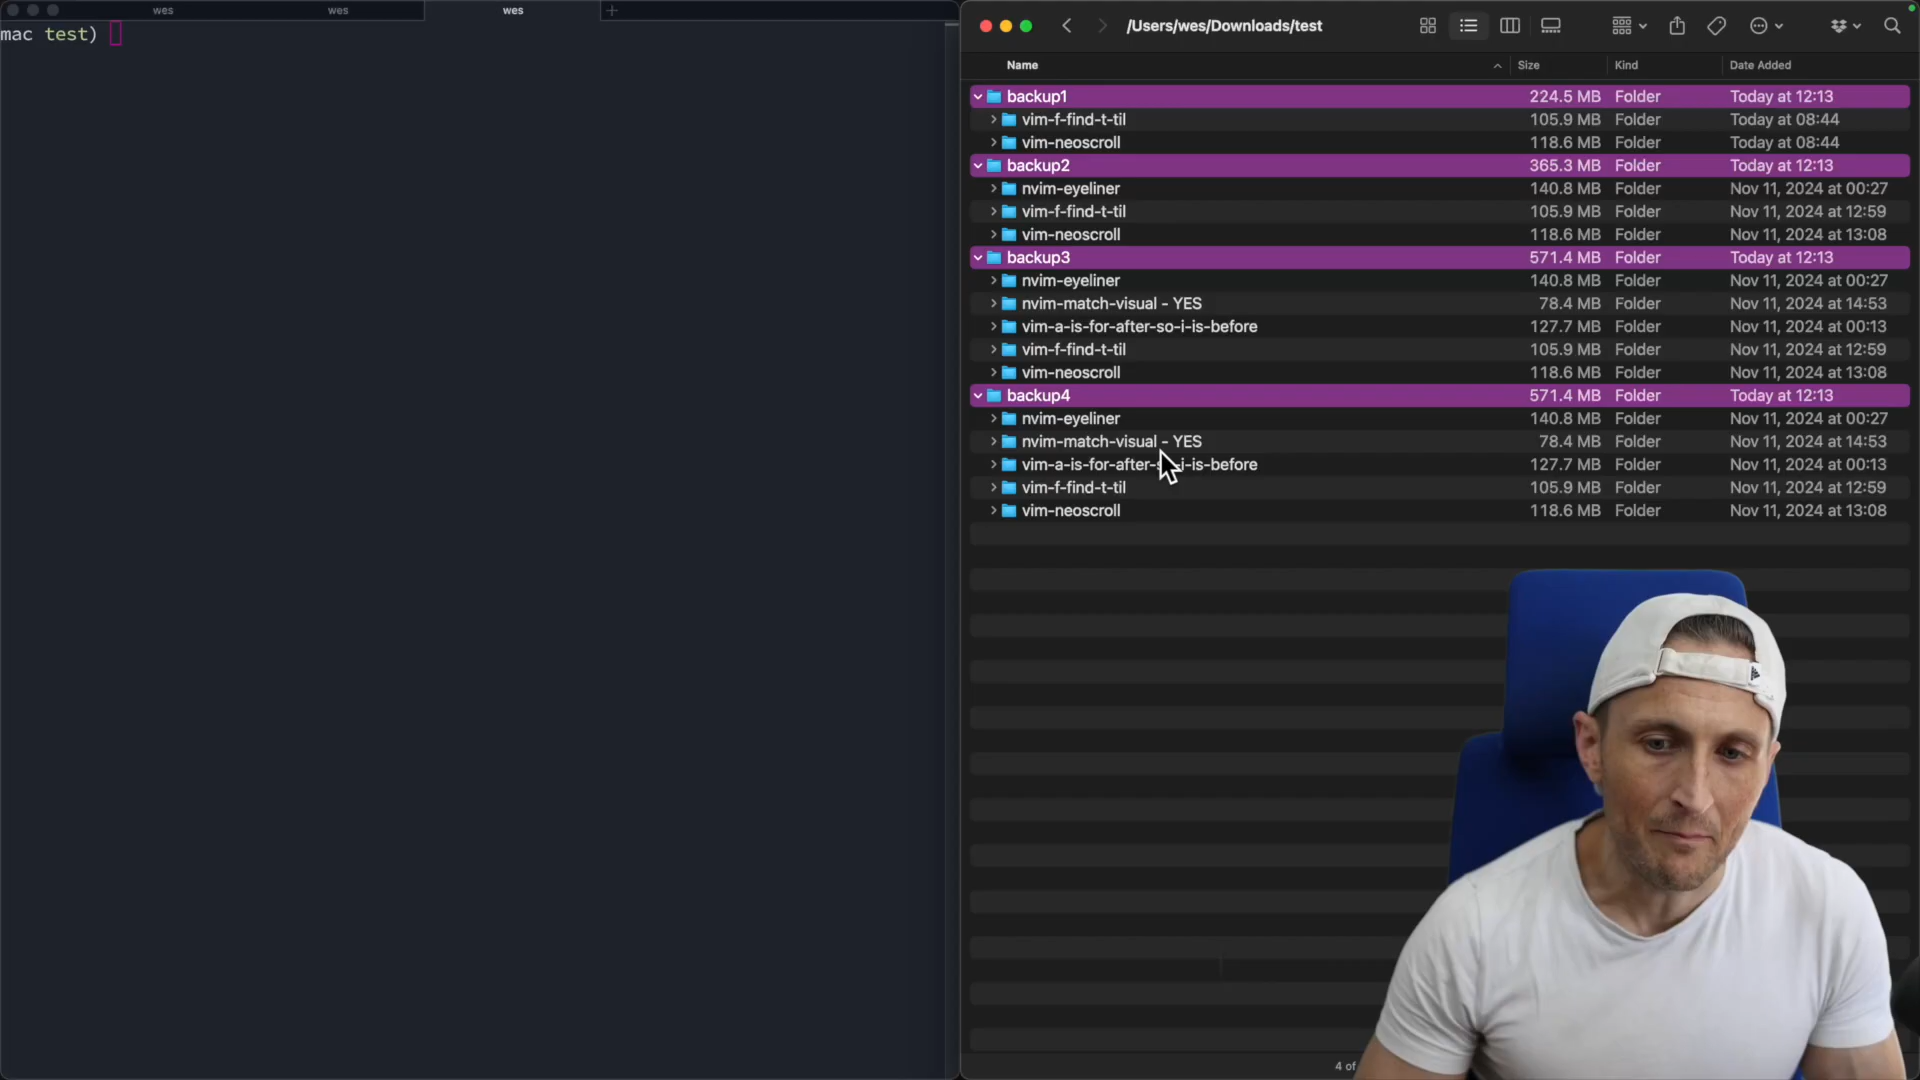 wes wes wes
mac test)
/Users/wes/Downloads/test
Name Size Kind Date Added
backup1 224.5 MB Folder Today at 12:13
vim-f-find-t-til 105.9 MB Folder Today at 08:44
vim-neoscroll 118.6 MB Folder Today at 08:44
backup2 365.3 MB Folder Today at 12:13
nvim-eyeliner 140.8 MB Folder Nov 11, 2024 at 00:27
vim-f-find-t-til 105.9 MB Folder Nov 11, 2024 at 12:59
vim-neoscroll 118.6 MB Folder Nov 11, 2024 at 13:08
backup3 571.4 MB Folder Today at 12:13
nvim-eyeliner 140.8 MB Folder Nov 11, 2024 at 00:27
nvim-match-visual - YES 78.4 MB Folder Nov 11, 2024 at 14:53
vim-a-is-for-after-so-i-is-before 127.7 MB Folder Nov 11, 2024 at 00:13
vim-f-find-t-til 105.9 MB Folder Nov 11, 2024 at 12:59
vim-neoscroll 118.6 MB Folder Nov 11, 2024 at 13:08
backup4 571.4 MB Folder Today at 12:13
nvim-eyeliner 140.8 MB Folder Nov 11, 2024 at 00:27
nvim-match-visual - YES 78.4 MB Folder Nov 11, 2024 at 14:53
vim-a-is-for-after-so-i-is-before 127.7 MB Folder Nov 11, 2024 at 00:13
vim-f-find-t-til 105.9 MB Folder Nov 11, 2024 at 12:59
vim-neoscroll 118.6 MB Folder Nov 11, 2024 at 13:08
4 of